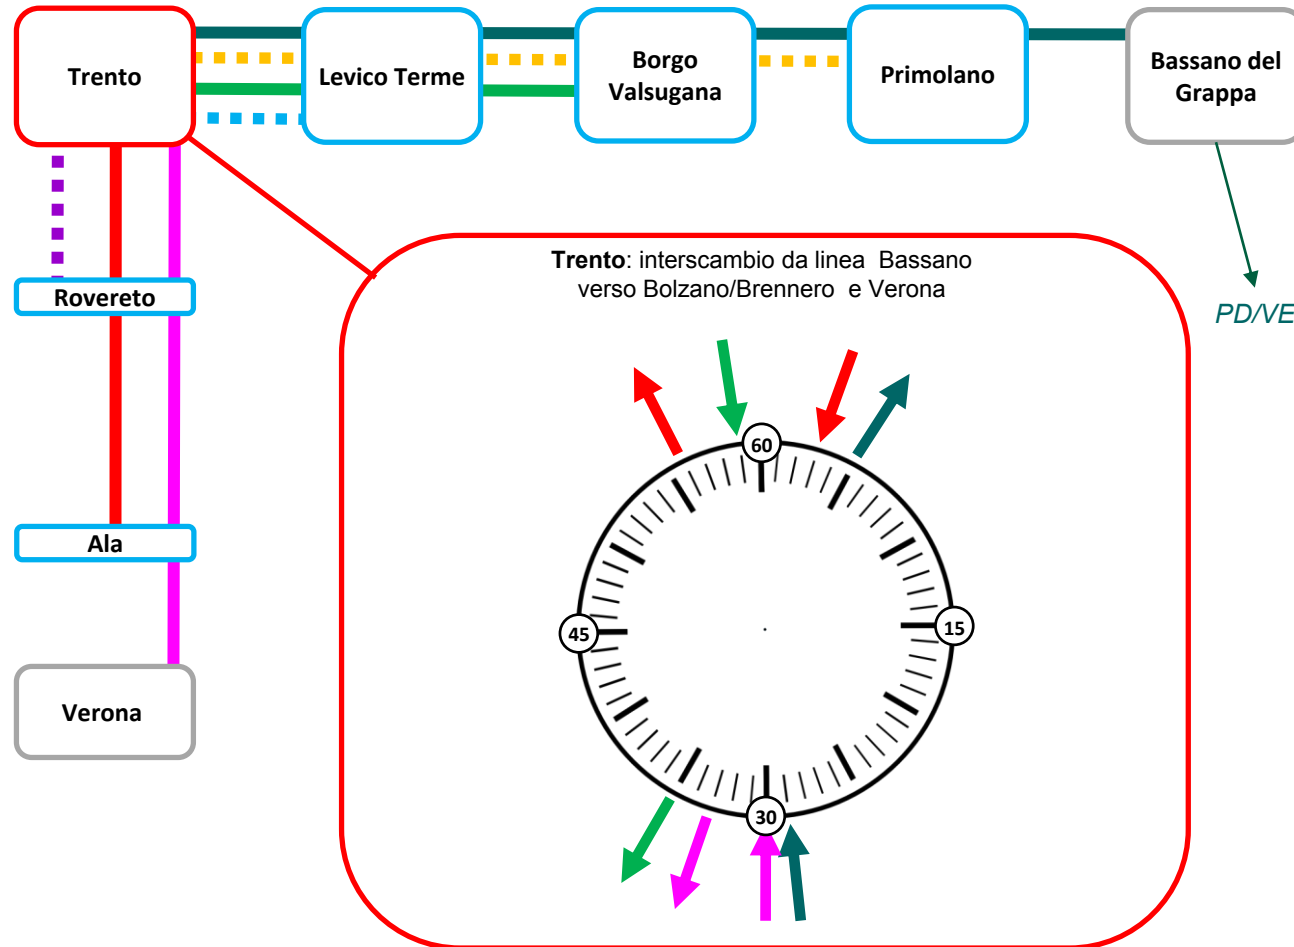 Trento
Levico Terme
Borgo
Valsugana
Primolano
Bassano del
Grappa
Rovereto
Ala
Verona
PD/VE
Trento: interscambio da linea Bassano
verso Bolzano/Brennero e Verona
60
15
30
45